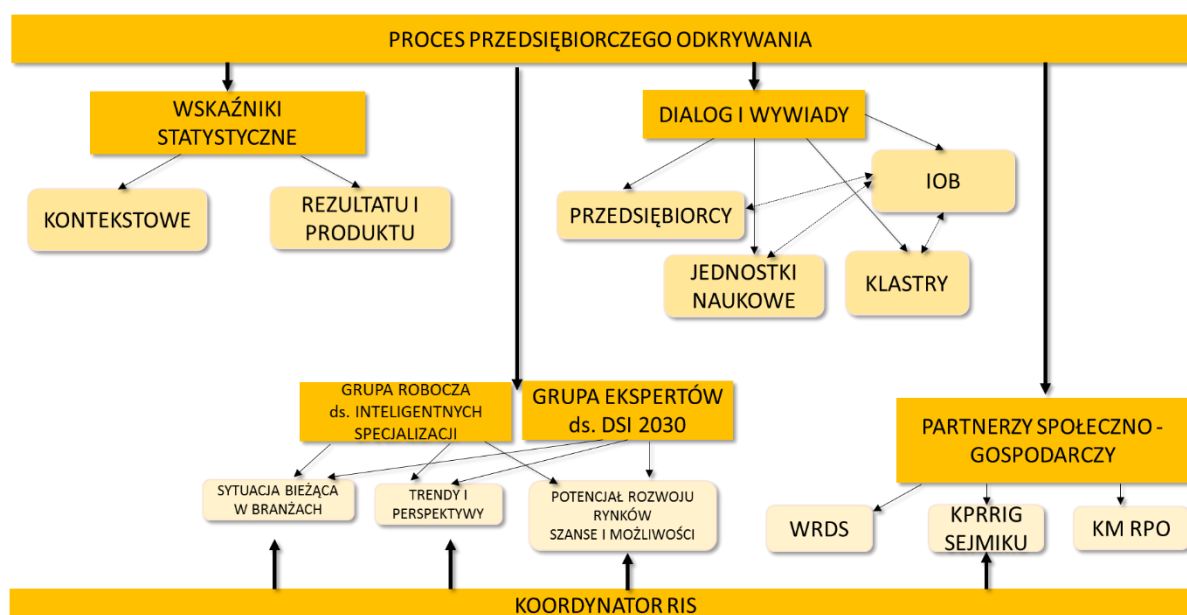 PROCES PRZEDSIĘBIORCZEGO ODKRYWANIA
WSKAŹNIKI
STATYSTYCZNE
DIALOG I WYWIADY
KONTEKSTOWE
REZULTATU I
PRODUKTU
PRZEDSIĘBIORCY
IOB
JEDNOSTKI
NAUKOWE
KLASTRY
GRUPA ROBOCZA
ds. INTELIGENTNYCH
SPECJALIZACJI
GRUPA EKSPERTÓW
ds. DSI 2030
PARTNERZY SPOŁECZNO -
GOSPODARCZY
SYTUACJA BIEŻĄCA
W BRANŻACH
TRENDY I
PERSPEKTYWY
POTENCJAŁ ROZWOJU
RYNKÓW
SZANSE I MOŻLIWOŚCI
WRDS
KPRRIG
SEJMIKU
KM RPO
KOORDYNATOR RIS